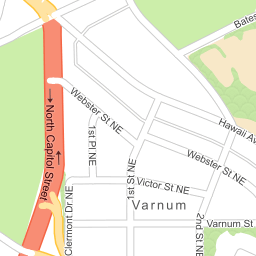 Bates
Hawaii Av
Webster St NE
North Capitol Street
1st Pl NE
Webster St NE
1st St NE
Victor St NE
Clermont Dr NE
Varnum
2nd St NE
Varnum St